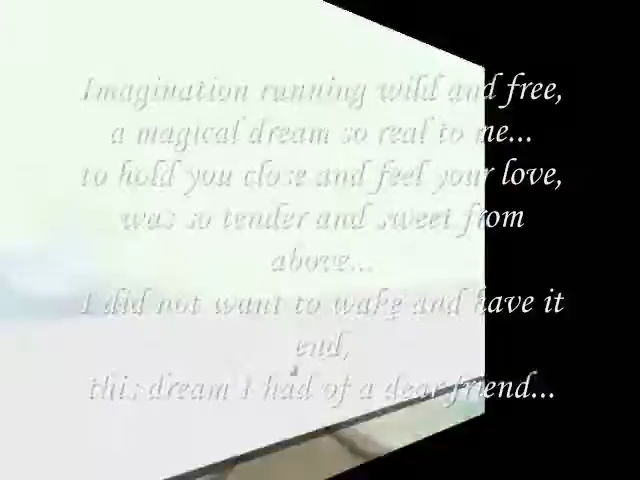 Imagination running wild and free,
a magical dream so real to me...
to hold you close and feel your love,
was so tender and sweet from
above...
I did not want to wake and have it
end,
this dream I had of a dear friend...